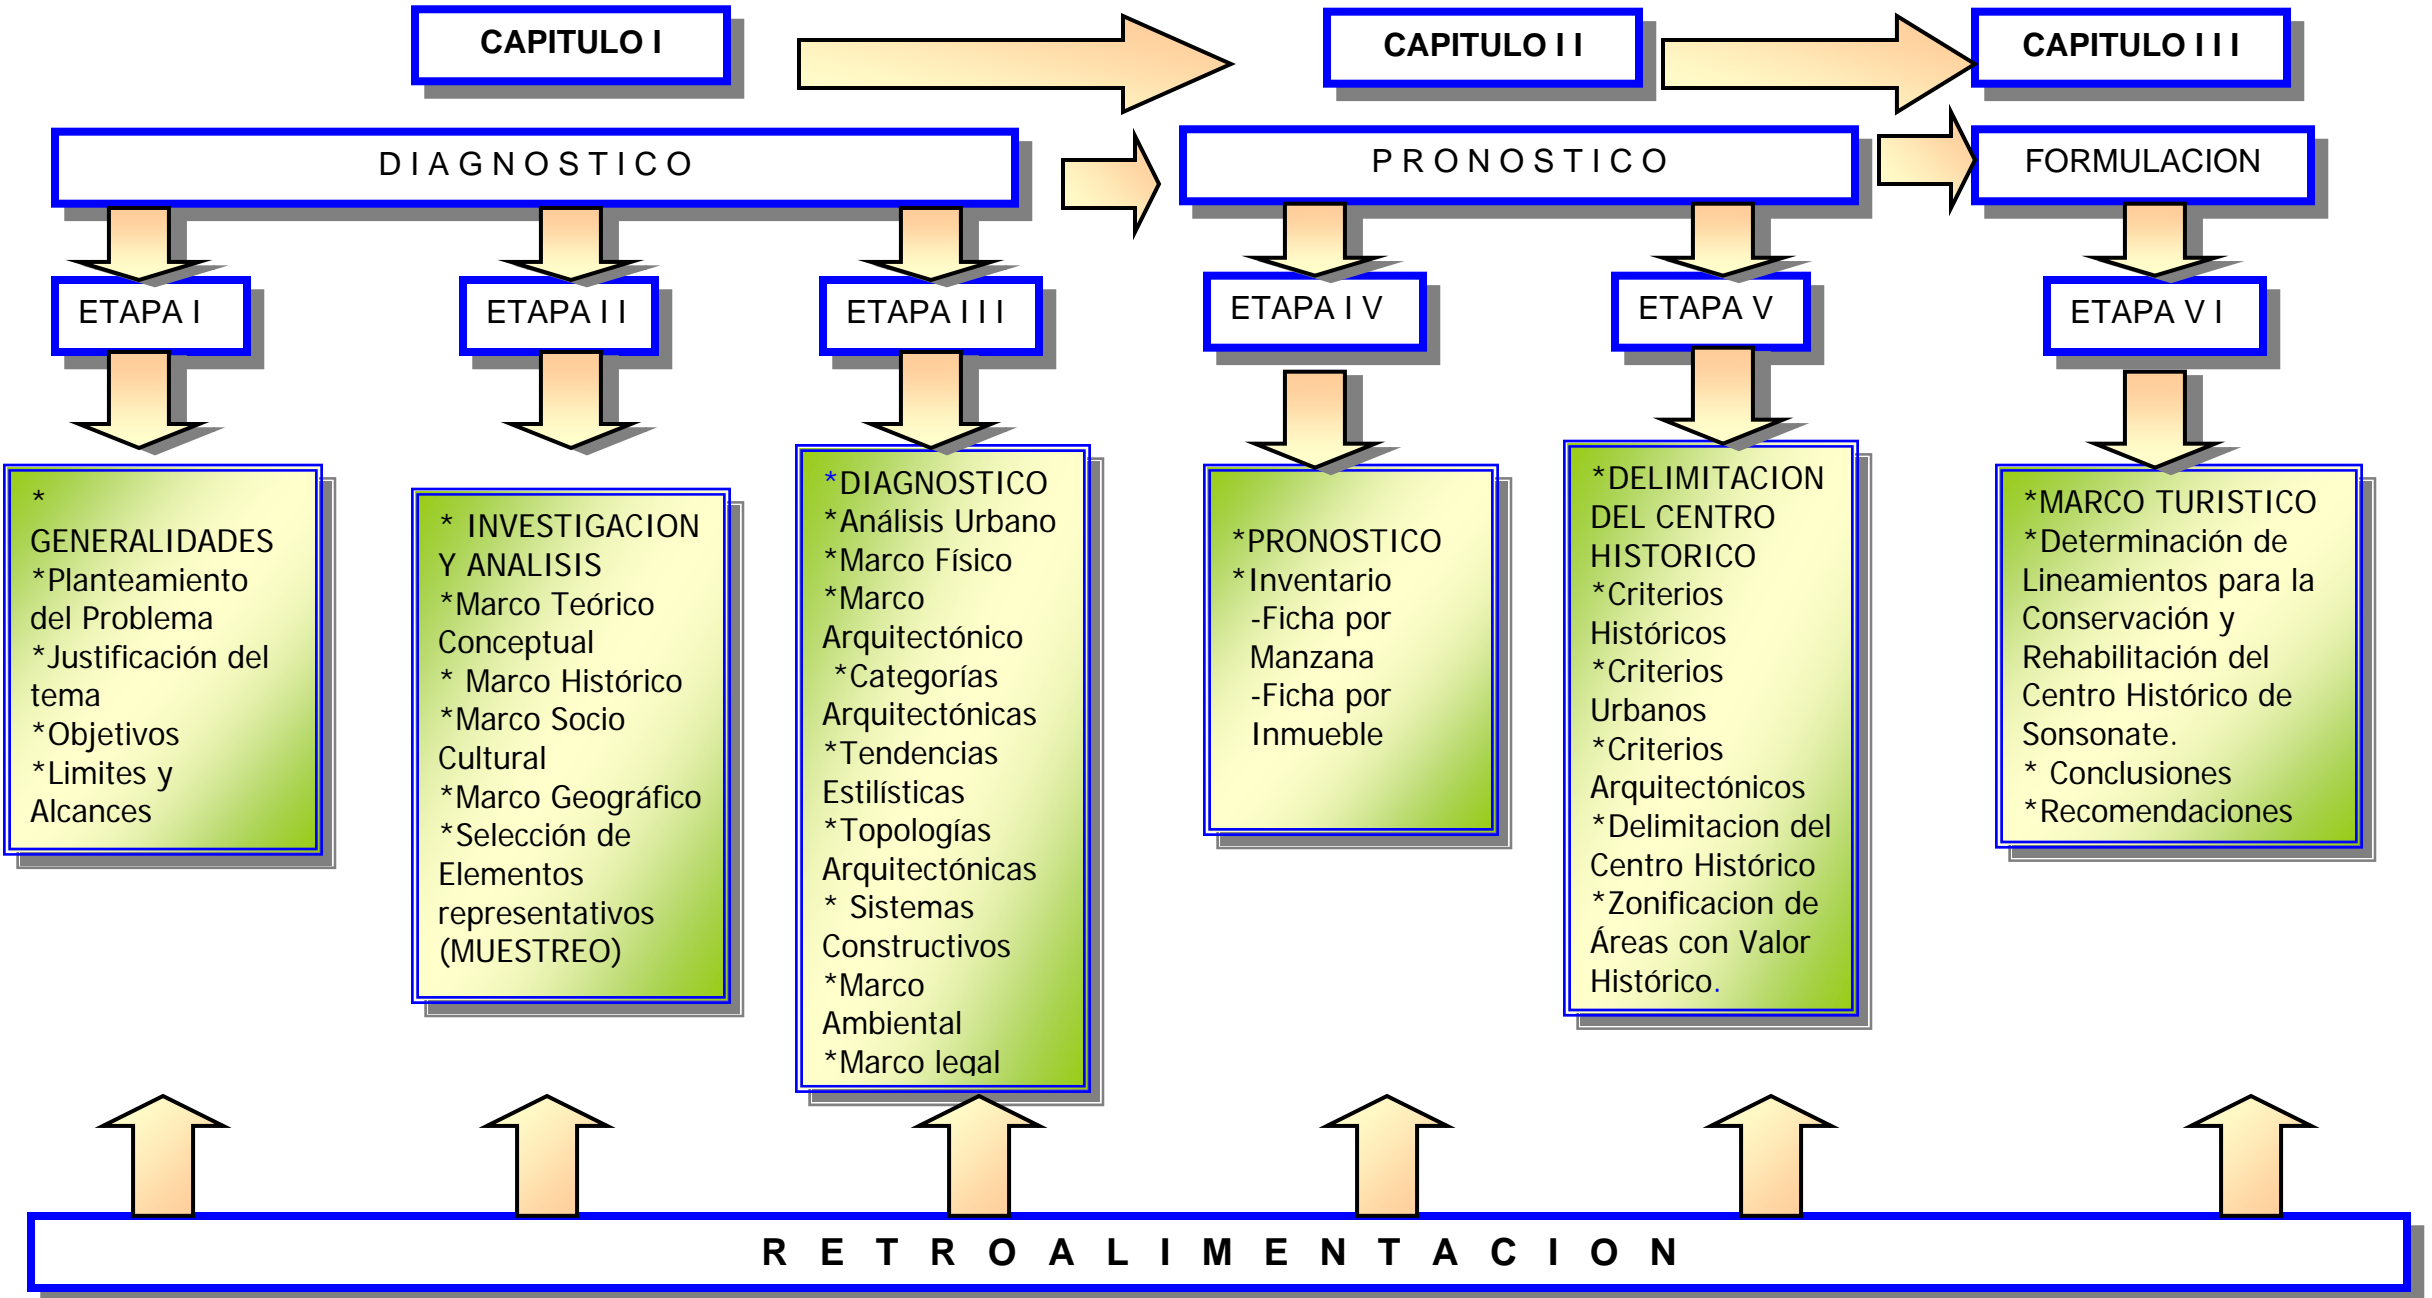 CAPITULO I
CAPITULO I I
CAPITULO I I I
D I A G N O S T I C O
P R O N O S T I C O
FORMULACION
ETAPA I
ETAPA I I
ETAPA I I I
ETAPA I V
ETAPA V
ETAPA V I
*
GENERALIDADES
*Planteamiento
del Problema
*Justificación del
tema
*Objetivos
*Limites y
Alcances
* INVESTIGACION
Y ANALISIS
*Marco Teórico
Conceptual
* Marco Histórico
*Marco Socio
Cultural
*Marco Geográfico
*Selección de
Elementos
representativos
(MUESTREO)
*DIAGNOSTICO
*Análisis Urbano
*Marco Físico
*Marco
Arquitectónico
*Categorías
Arquitectónicas
*Tendencias
Estilísticas
*Topologías
Arquitectónicas
* Sistemas
Constructivos
*Marco
Ambiental
*Marco legal
*PRONOSTICO
*Inventario
-Ficha por
Manzana
-Ficha por
Inmueble
*DELIMITACION
DEL CENTRO
HISTORICO
*Criterios
Históricos
*Criterios
Urbanos
*Criterios
Arquitectónicos
*Delimitacion del
Centro Histórico
*Zonificacion de
Áreas con Valor
Histórico.
*MARCO TURISTICO
*Determinación de
Lineamientos para la
Conservación y
Rehabilitación del
Centro Histórico de
Sonsonate.
* Conclusiones
*Recomendaciones
R E T R O A L I M E N T A C I O N